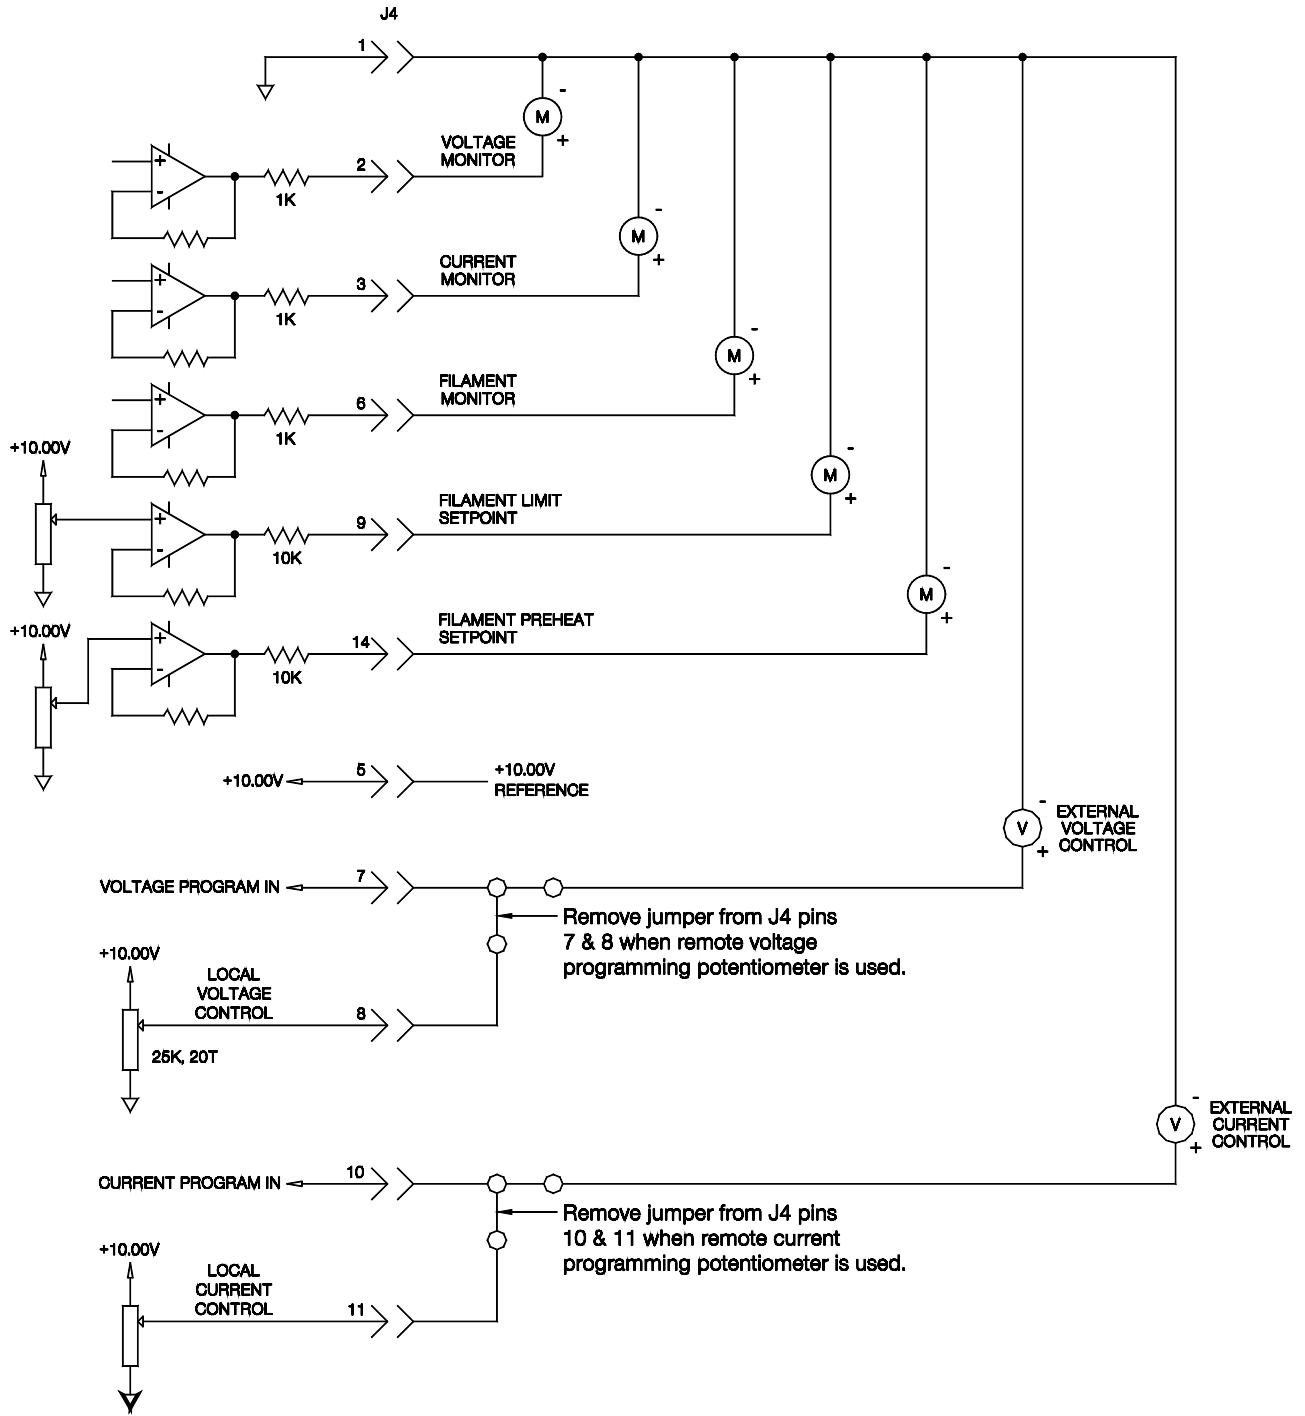 J4
1
-
M
+
VOLTAGE
MONITOR
2
+
-
1K
-
M
+
CURRENT
MONITOR
3
+
-
1K
-
M
+
FILAMENT
MONITOR
6
+
-
1K
+10.00V
-
M
+
FILAMENT LIMIT
SETPOINT
9
+
-
10K
+10.00V
-
M
+
FILAMENT PREHEAT
SETPOINT
14
+
-
10K
+10.00V
5
+10.00V
REFERENCE
-
V
+
EXTERNAL
VOLTAGE
CONTROL
VOLTAGE PROGRAM IN
7
Remove jumper from J4 pins
7 & 8 when remote voltage
programming potentiometer is used.
+10.00V
LOCAL
VOLTAGE
CONTROL
8
25K, 20T
-
V
+
EXTERNAL
CURRENT
CONTROL
CURRENT PROGRAM IN
10
Remove jumper from J4 pins
10 & 11 when remote current
programming potentiometer is used.
+10.00V
LOCAL
CURRENT
CONTROL
11